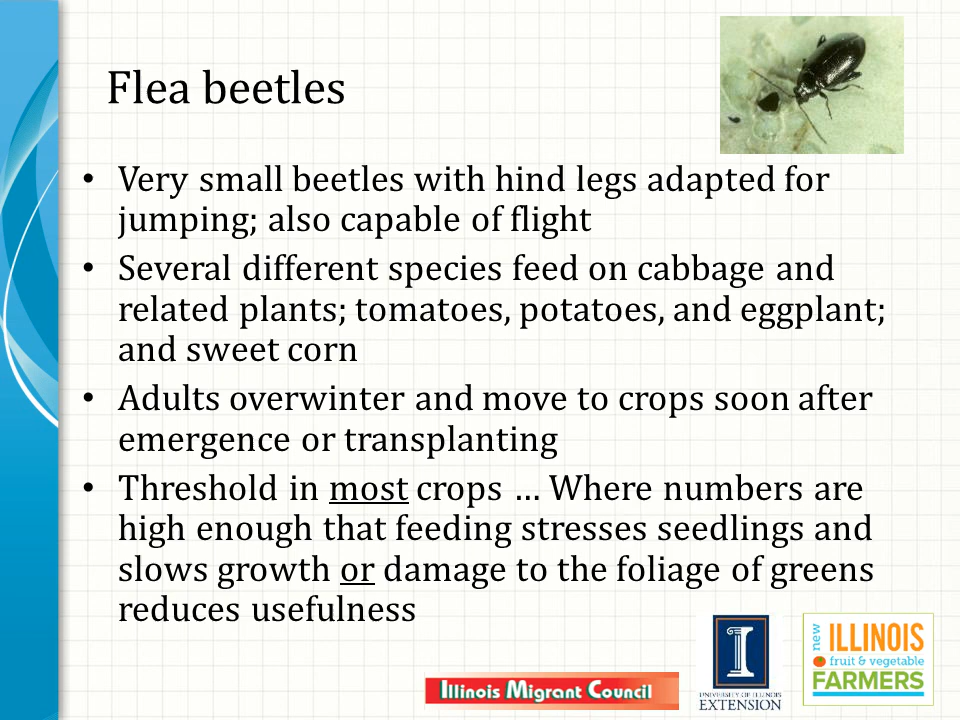 Flea beetles
• Very small beetles with hind legs adapted for
jumping; also capable of flight
• Several different species feed on cabbage and
related plants; tomatoes, potatoes, and eggplant;
and sweet corn
• Adults overwinter and move to crops soon after
emergence or transplanting
• Threshold in most crops … Where numbers are
high enough that feeding stresses seedlings and
slows growth or damage to the foliage of greens
reduces usefulness
Illinois Migrant Council
I
UNIVERSITY OF ILLINOIS
EXTENSION
new
ILLINOIS
fruit & vegetable
FARMERS